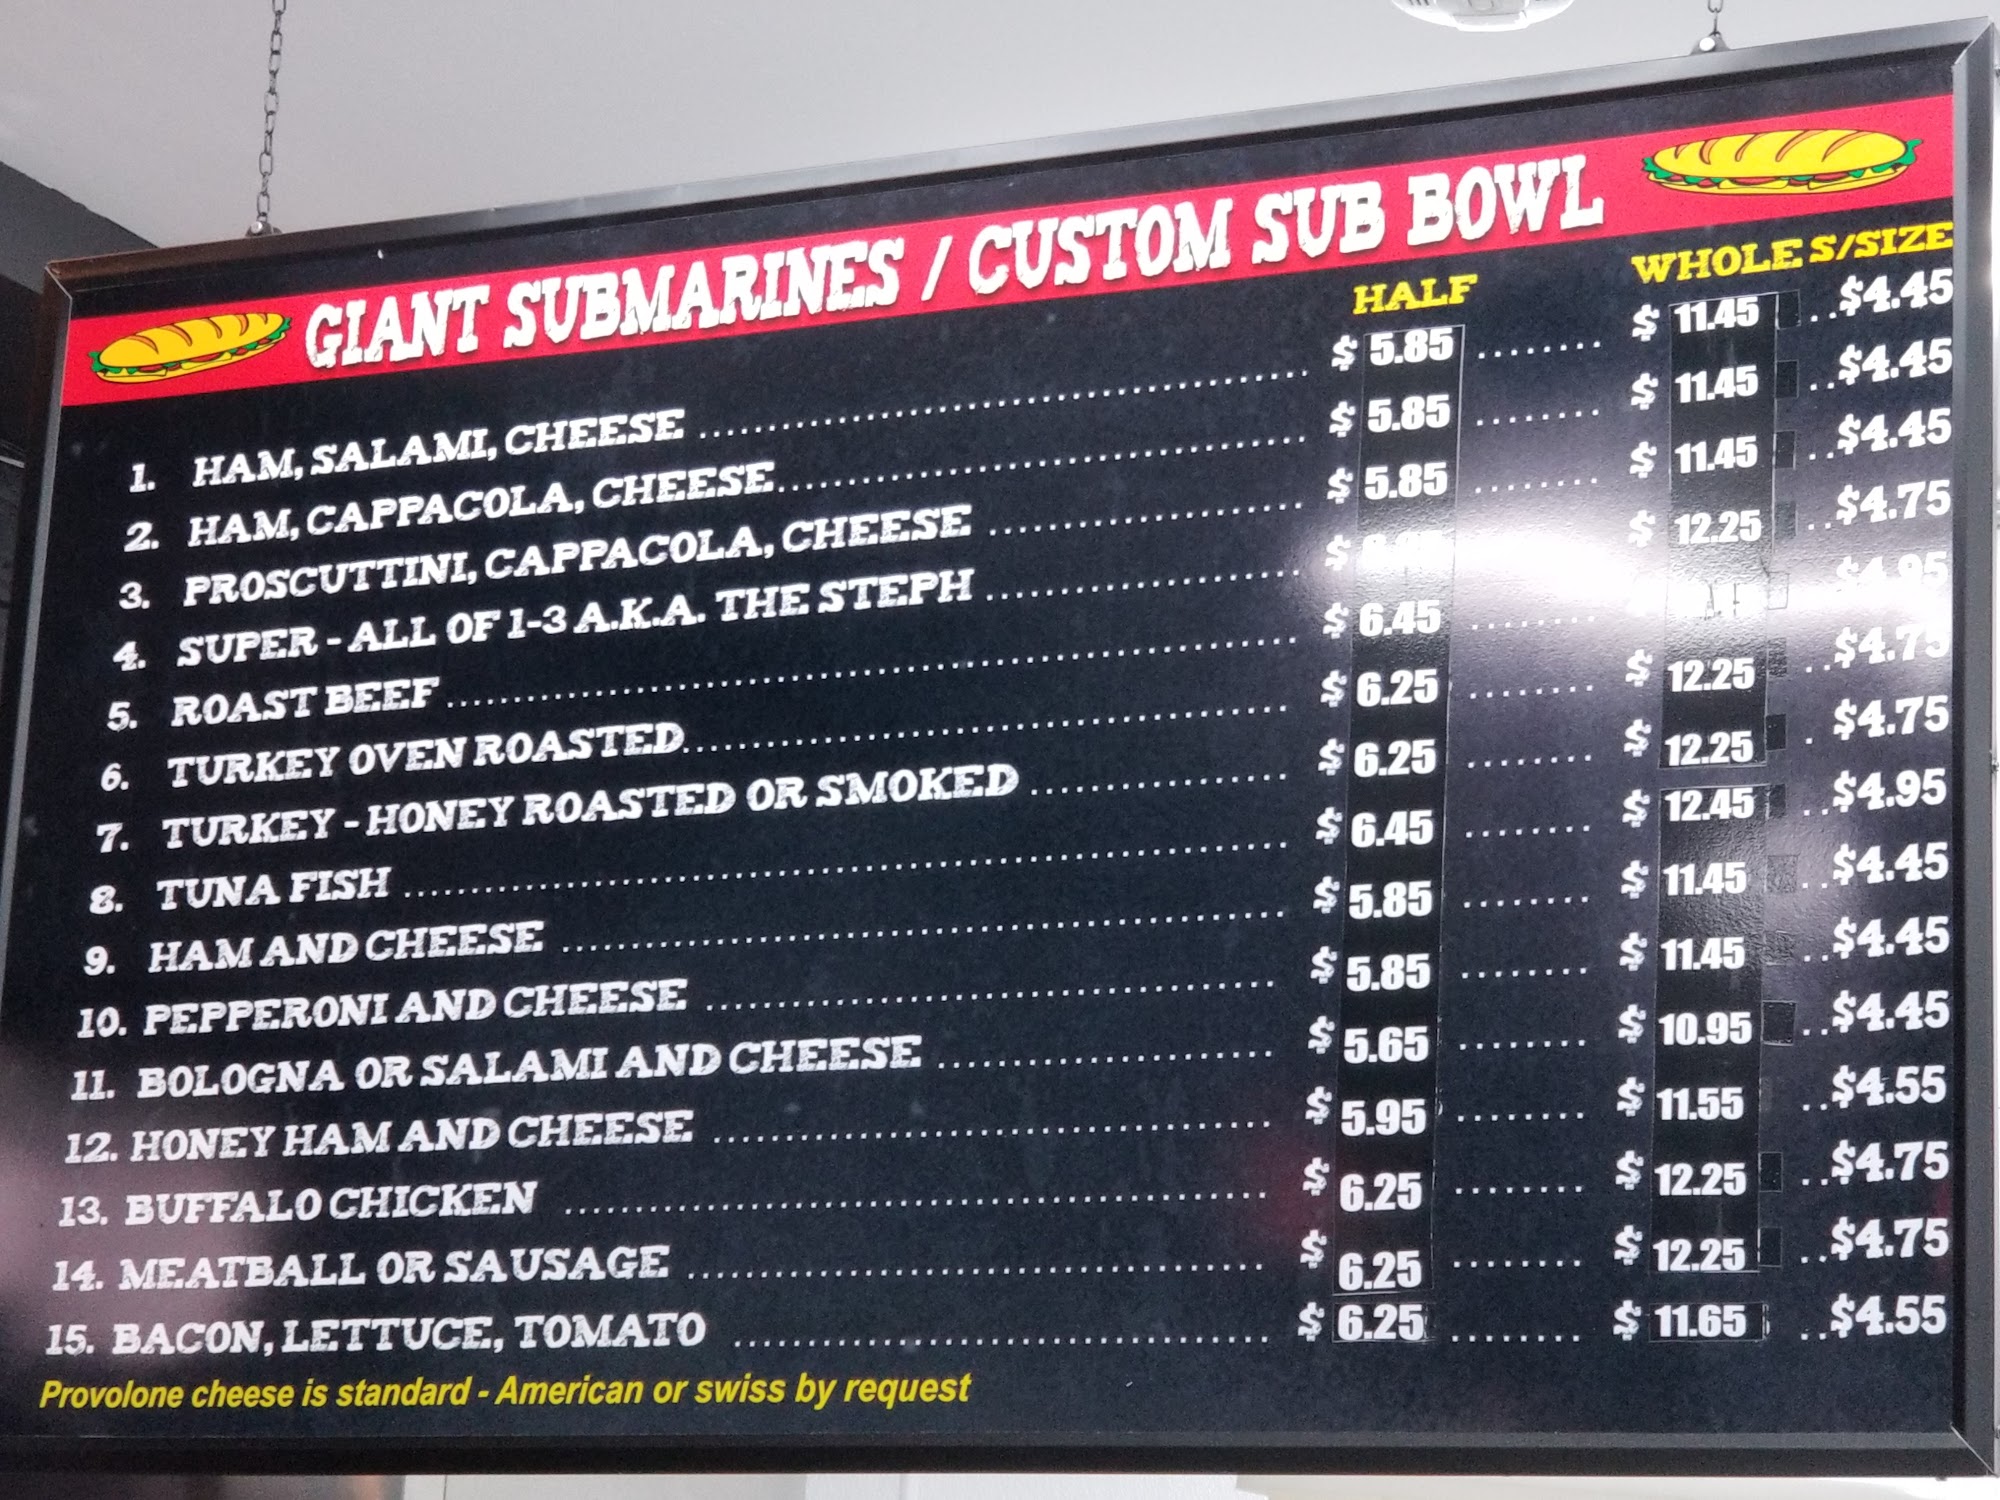 GIANT SUBMARINES / CUSTOM SUB BOWL
HALF WHOLE S/SIZE
1. HAM, SALAMI, CHEESE ........ $ 5.85 ........ $ 11.45 ..$4.45
2. HAM, CAPPACOLA, CHEESE ........ $ 5.85 ........ $ 11.45 ..$4.45
3. PROSCUTTINI, CAPPACOLA, CHEESE ........ $ 5.85 ........ $ 11.45 ..$4.45
4. SUPER - ALL OF 1-3 A.K.A. THE STEPH ........ $ $ 12.25 ..$4.75
5. ROAST BEEF ........ $ 6.45 ........ $4.95
6. TURKEY OVEN ROASTED ........ $ 6.25 ........ $ 12.25 ..$4.75
7. TURKEY - HONEY ROASTED OR SMOKED ........ $ 6.25 ........ $ 12.25 . $4.75
8. TUNA FISH ........ $ 6.45 ........ $ 12.45 ..$4.95
9. HAM AND CHEESE ........ $ 5.85 ........ $ 11.45 ..$4.45
10. PEPPERONI AND CHEESE ........ $ 5.85 ........ $ 11.45 ..$4.45
11. BOLOGNA OR SALAMI AND CHEESE ........ $ 5.65 ........ $ 10.95 ..$4.45
12. HONEY HAM AND CHEESE ........ $ 5.95 ........ $ 11.55 ..$4.55
13. BUFFALO CHICKEN ........ $ 6.25 ........ $ 12.25 ..$4.75
14. MEATBALL OR SAUSAGE ........ $ 6.25 ........ $ 12.25 ..$4.75
15. BACON, LETTUCE, TOMATO ........ $ 6.25 ........ $ 11.65 ..$4.55
Provolone cheese is standard - American or swiss by request